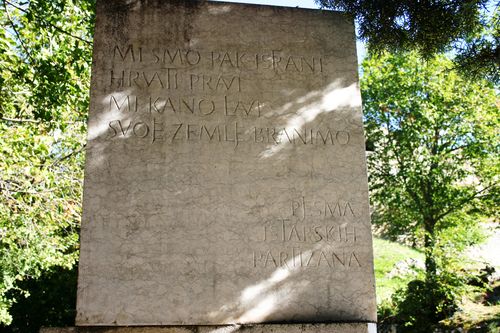 MI SMO PAK ISTRANI
HRVATI PRAVI
MI KANO LAVI
SVOJE ZEMLJE BRANIMO
PJESMA
ISTARSKIH
PARTIZANA